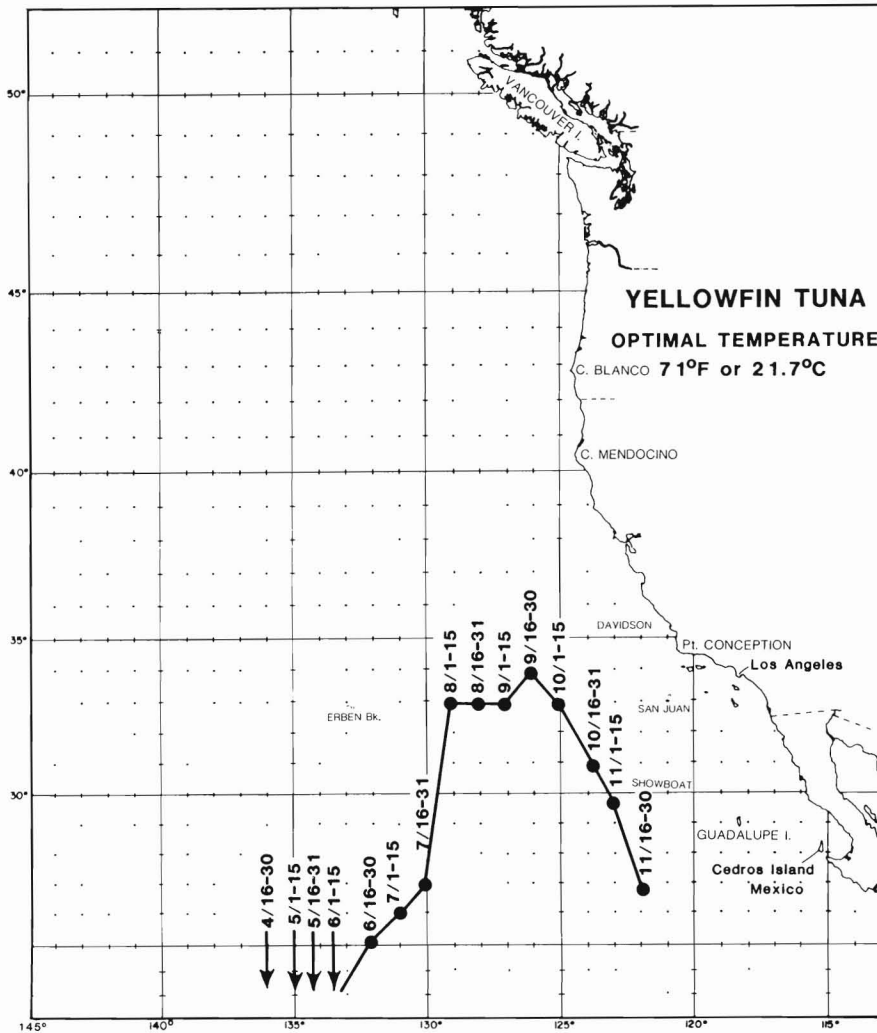 50°
VANCOUVER I.
45°
YELLOWFIN TUNA
OPTIMAL TEMPERATURE
C. BLANCO 71°F or 21.7°C
C. MENDOCINO
40°
DAVIDSON
35°
Pt. CONCEPTION
Los Angeles
ERBEN Bk.
SAN JUAN
8/1-15
8/16-31
9/1-15
9/16-30
10/1-15
10/16-31
11/1-15
11/16-30
30°
SHOWBOAT
GUADALUPE I.
Cedros Island
Mexico
4/16-30
5/1-15
5/16-31
6/1-15
6/16-30
7/1-15
7/16-31
145°
140°
135°
130°
125°
120°
115°